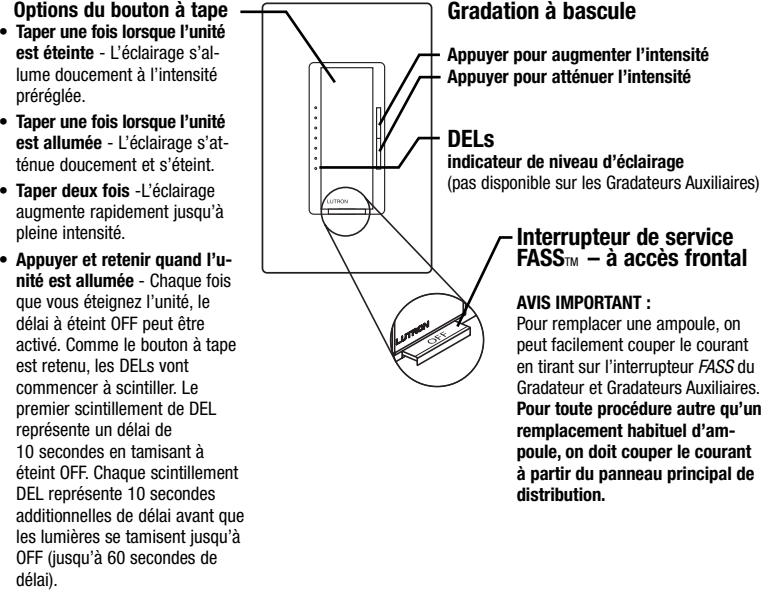 Options du bouton à tape
• Taper une fois lorsque l'unité
est éteinte - L'éclairage s'al-
lume doucement à l'intensité
préréglée.
• Taper une fois lorsque l'unité
est allumée - L'éclairage s'at-
ténue doucement et s'éteint.
• Taper deux fois -L'éclairage
augmente rapidement jusqu'à
pleine intensité.
• Appuyer et retenir quand l'u-
nité est allumée - Chaque fois
que vous éteignez l'unité, le
délai à éteint OFF peut être
activé. Comme le bouton à tape
est retenu, les DELs vont
commencer à scintiller. Le
premier scintillement de DEL
représente un délai de
10 secondes en tamisant à
éteint OFF. Chaque scintillement
DEL représente 10 secondes
additionnelles de délai avant que
les lumières se tamisent jusqu'à
OFF (jusqu'à 60 secondes de
délai).
LUTRON
LUTRON
OFF
Gradation à bascule
Appuyer pour augmenter l'intensité
Appuyer pour atténuer l'intensité
DELs
indicateur de niveau d'éclairage
(pas disponible sur les Gradateurs Auxiliaires)
Interrupteur de service
FASS™ – à accès frontal
AVIS IMPORTANT :
Pour remplacer une ampoule, on
peut facilement couper le courant
en tirant sur l'interrupteur FASS du
Gradateur et Gradateurs Auxiliaires.
Pour toute procédure autre qu'un
remplacement habituel d'am-
poule, on doit couper le courant
à partir du panneau principal de
distribution.